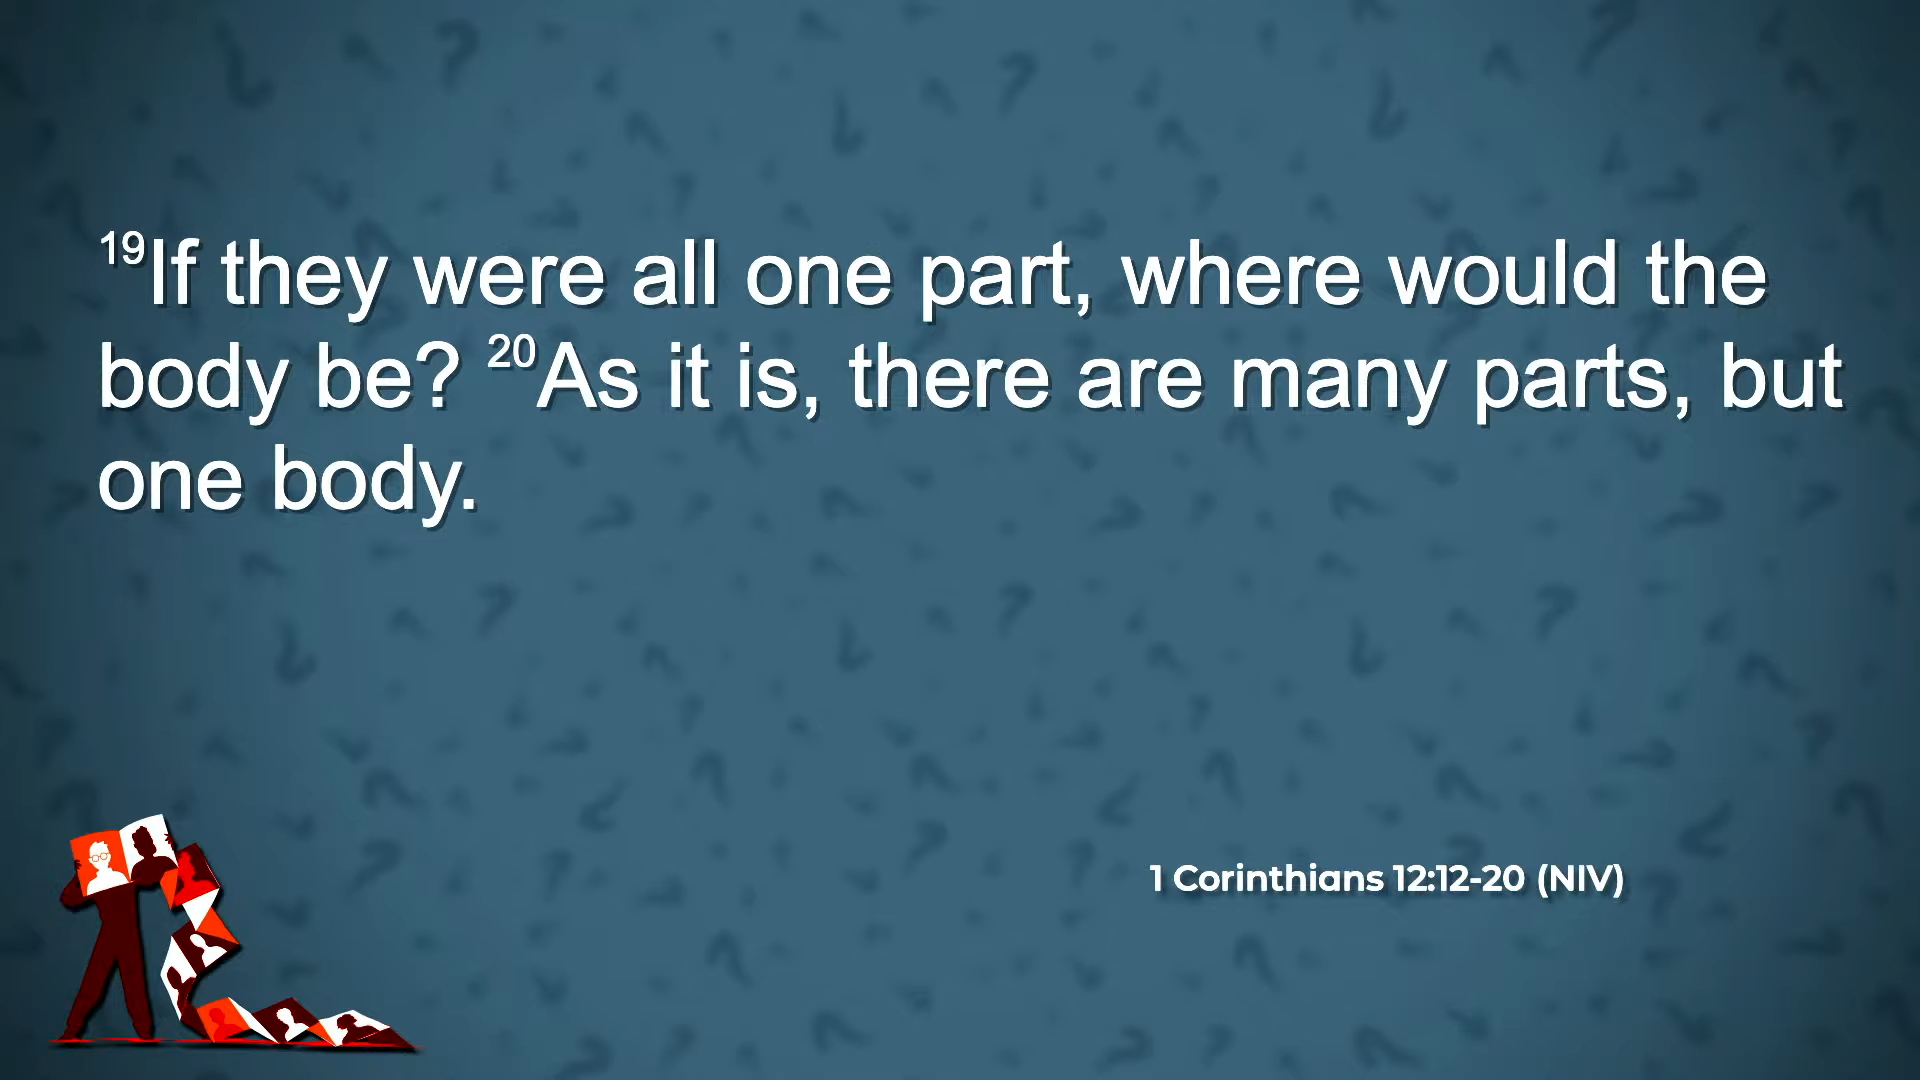 19If they were all one part, where would the
body be? 20As it is, there are many parts, but
one body.
1 Corinthians 12:12-20 (NIV)